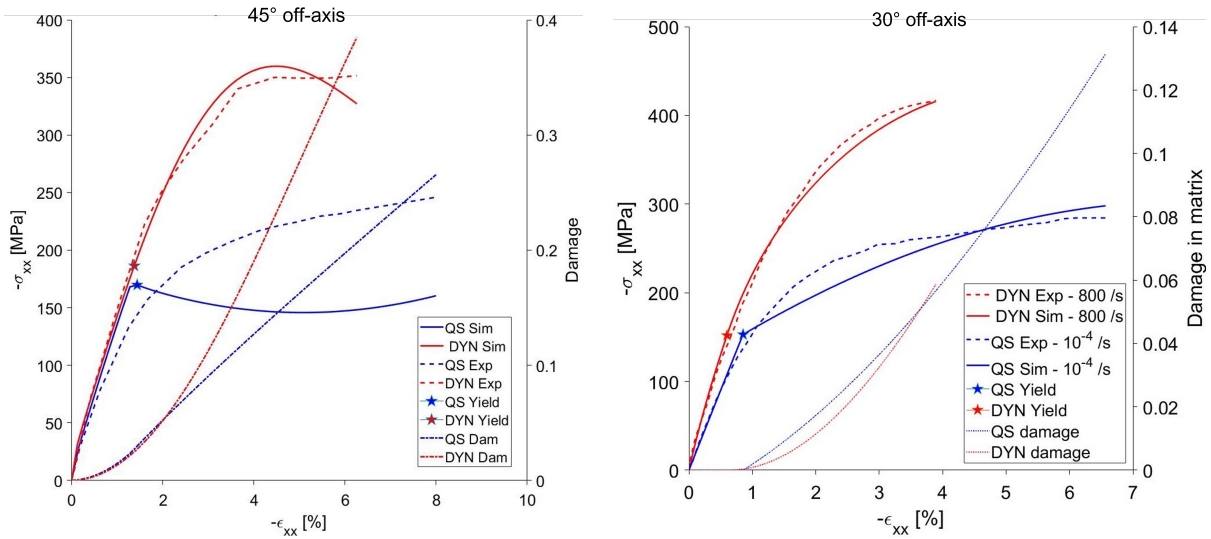 45° off-axis
400
350
300
250
200
150
100
50
0
-σxx [MPa]
0.4
0.3
0.2
0.1
0
Damage
QS Sim
DYN Sim
QS Exp
DYN Exp
QS Yield
DYN Yield
QS Dam
DYN Dam
0 2 4 6 8 10
-ϵxx [%]
30° off-axis
500
400
300
200
100
0
-σxx [MPa]
0.14
0.12
0.1
0.08
0.06
0.04
0.02
0
Damage in matrix
DYN Exp - 800 /s
DYN Sim - 800 /s
QS Exp - 10⁻⁴ /s
QS Sim - 10⁻⁴ /s
QS Yield
DYN Yield
QS damage
DYN damage
0 1 2 3 4 5 6 7
-ϵxx [%]